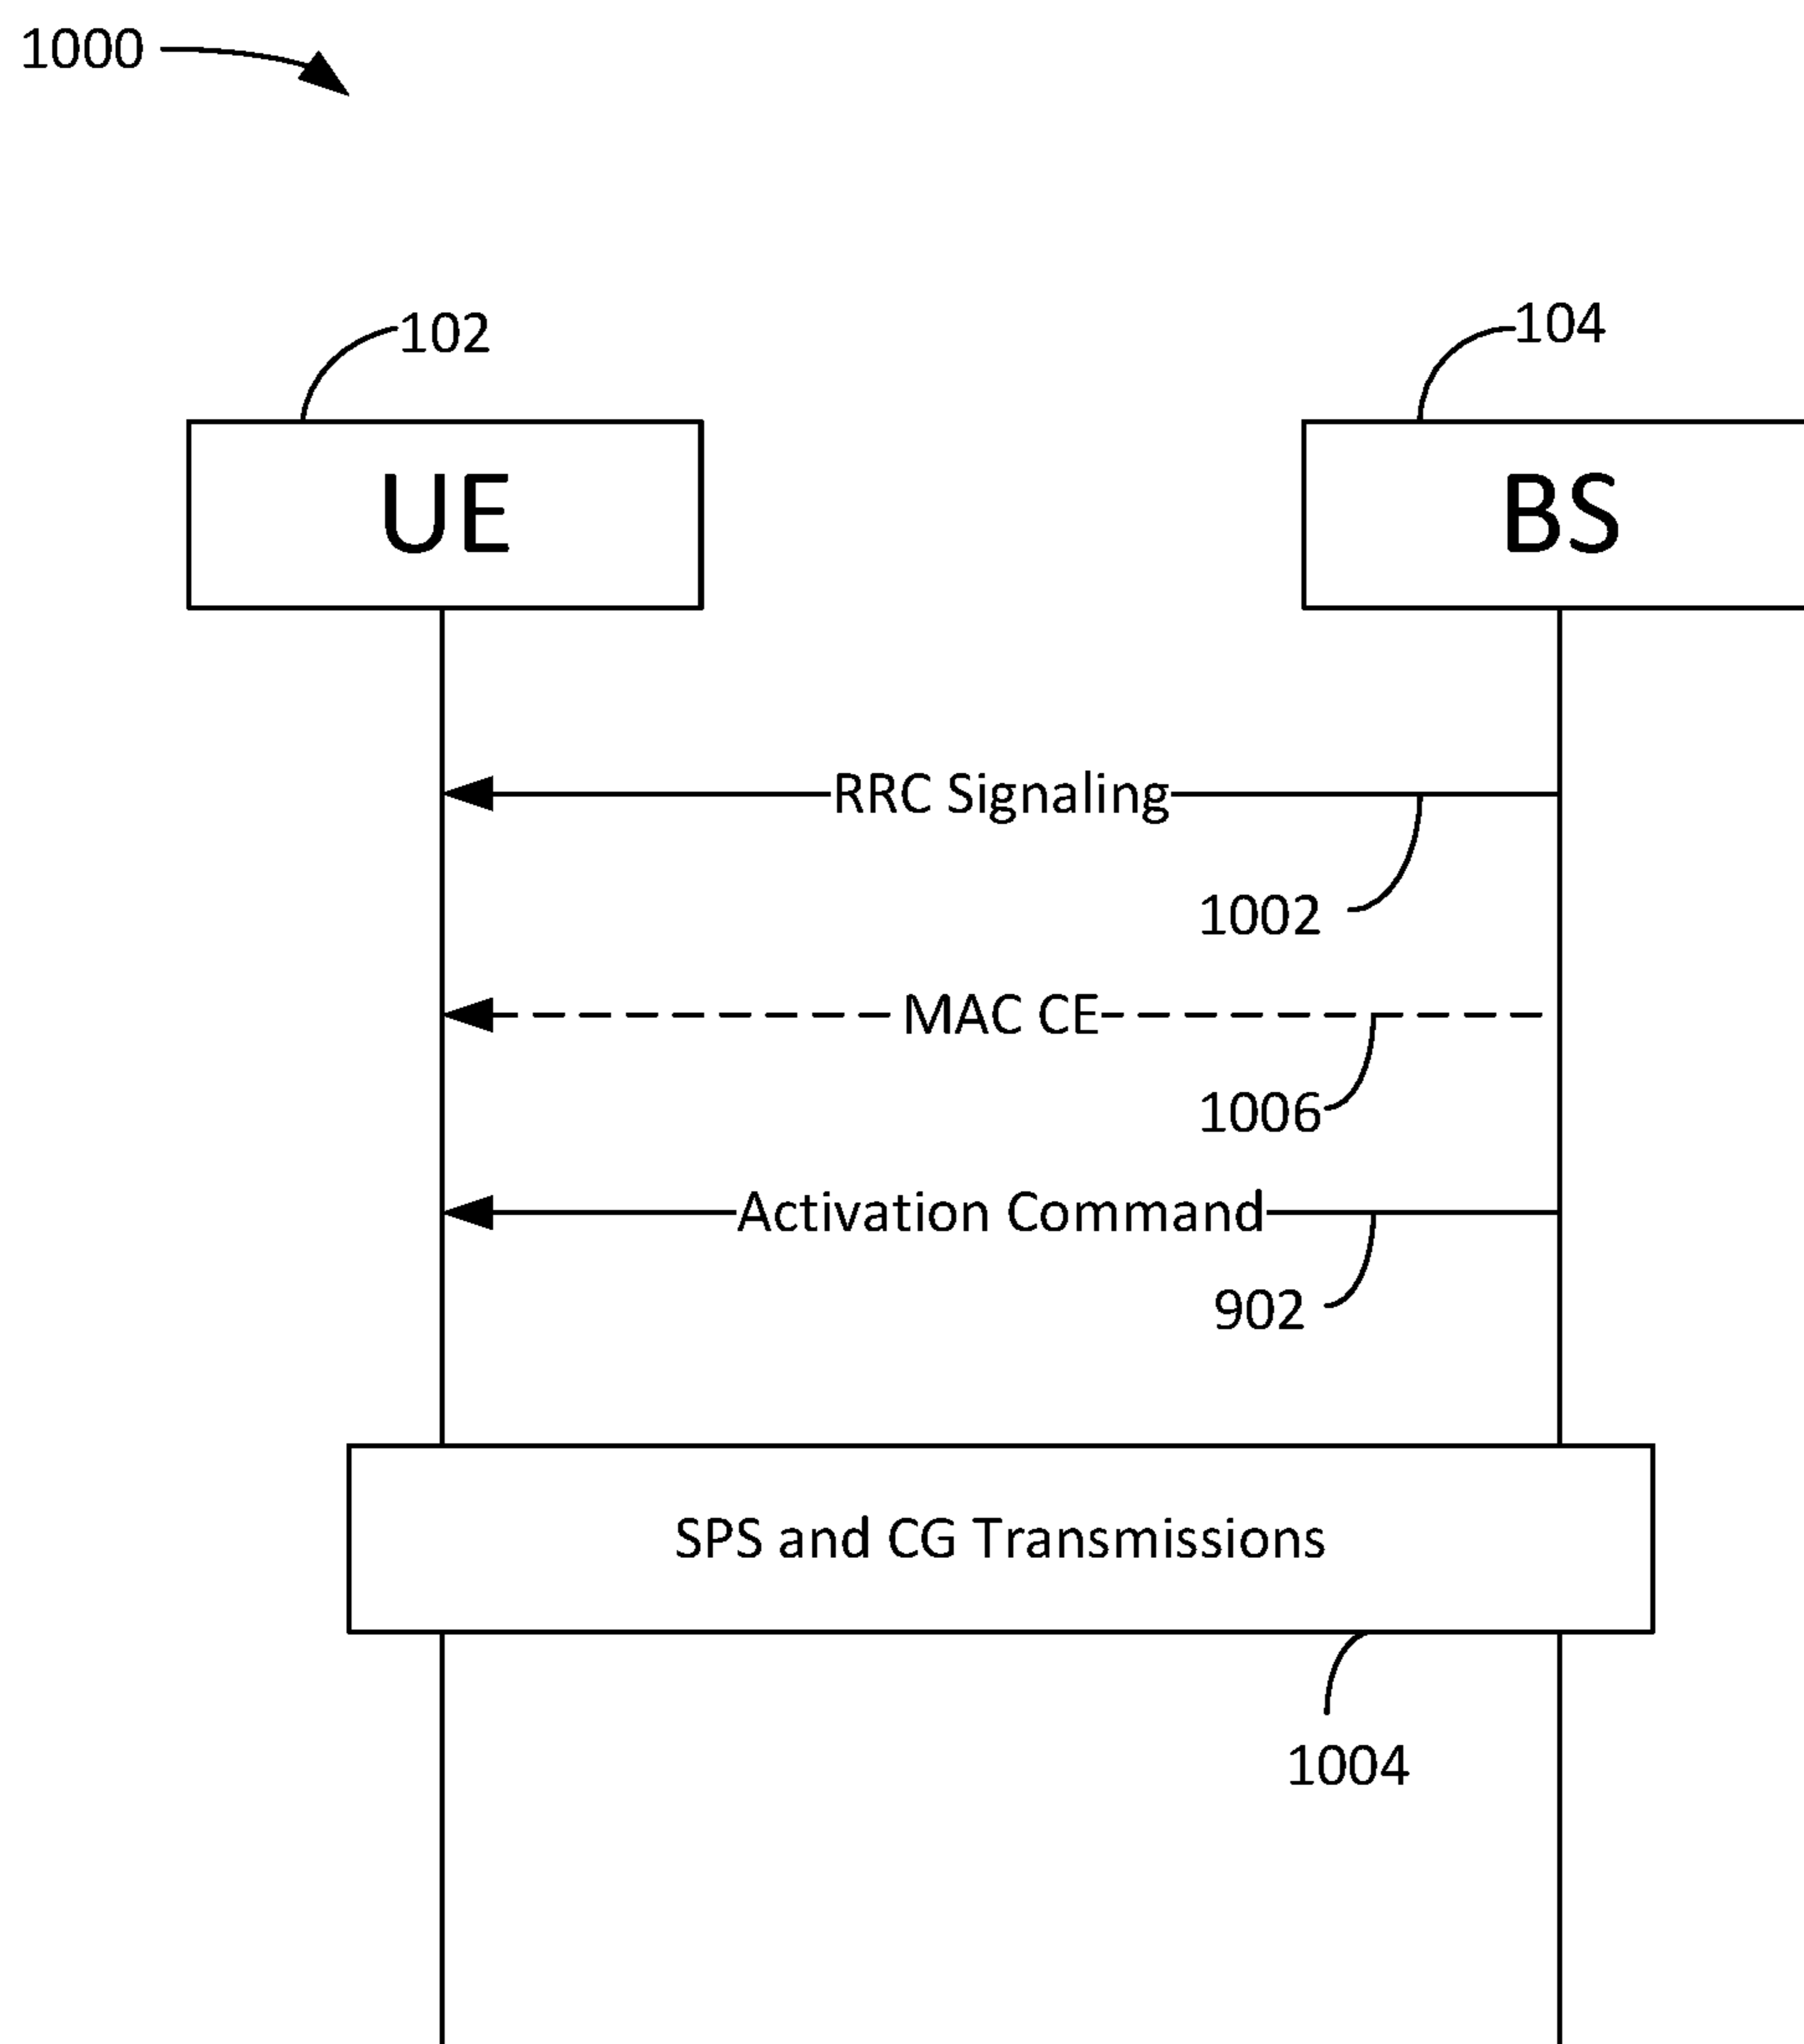 1000
102
104
UE
BS
RRC Signaling
1002
MAC CE
1006
Activation Command
902
SPS and CG Transmissions
1004